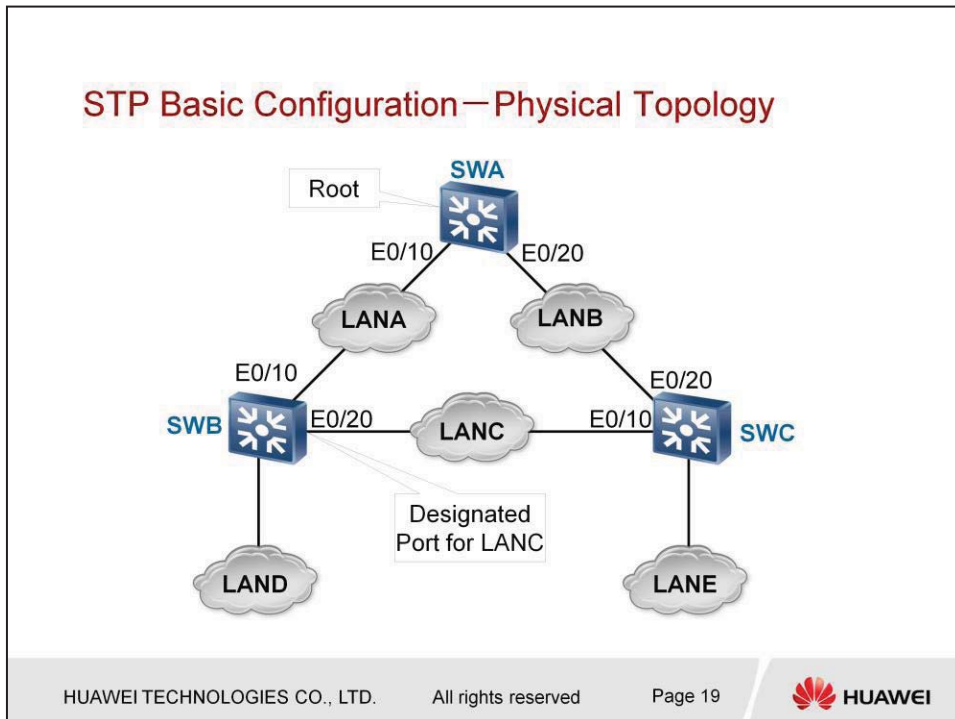 STP Basic Configuration－Physical Topology
SWA
Root
E0/10
E0/20
LANA
LANB
E0/10
E0/20
SWB
E0/20
LANC
E0/10
SWC
Designated
Port for LANC
LAND
LANE
HUAWEI TECHNOLOGIES CO., LTD.
All rights reserved
Page 19
HUAWEI